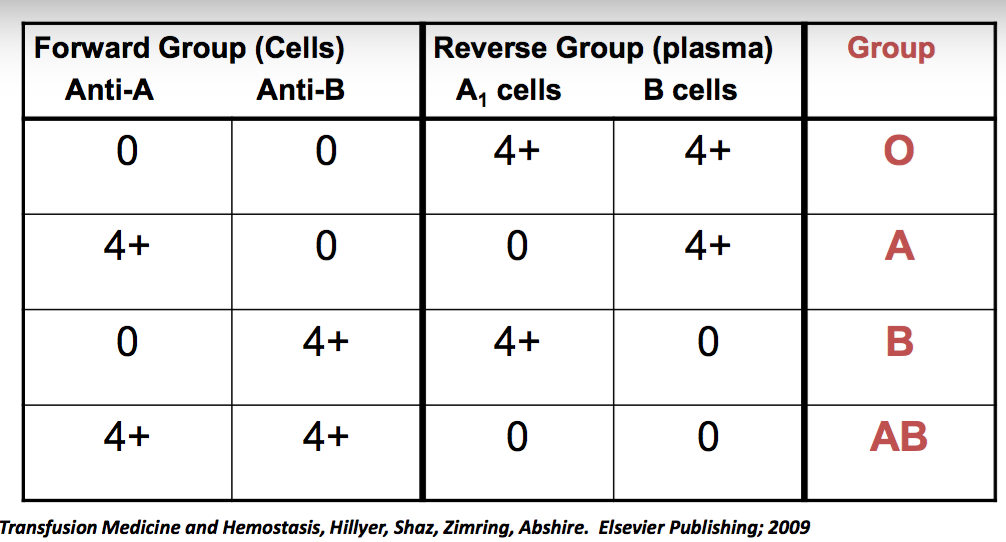 Forward Group (Cells) Reverse Group (plasma) Group
Anti-A Anti-B A₁ cells B cells
0 0 4+ 4+ O
4+ 0 0 4+ A
0 4+ 4+ 0 B
4+ 4+ 0 0 AB
Transfusion Medicine and Hemostasis, Hillyer, Shaz, Zimring, Abshire. Elsevier Publishing; 2009